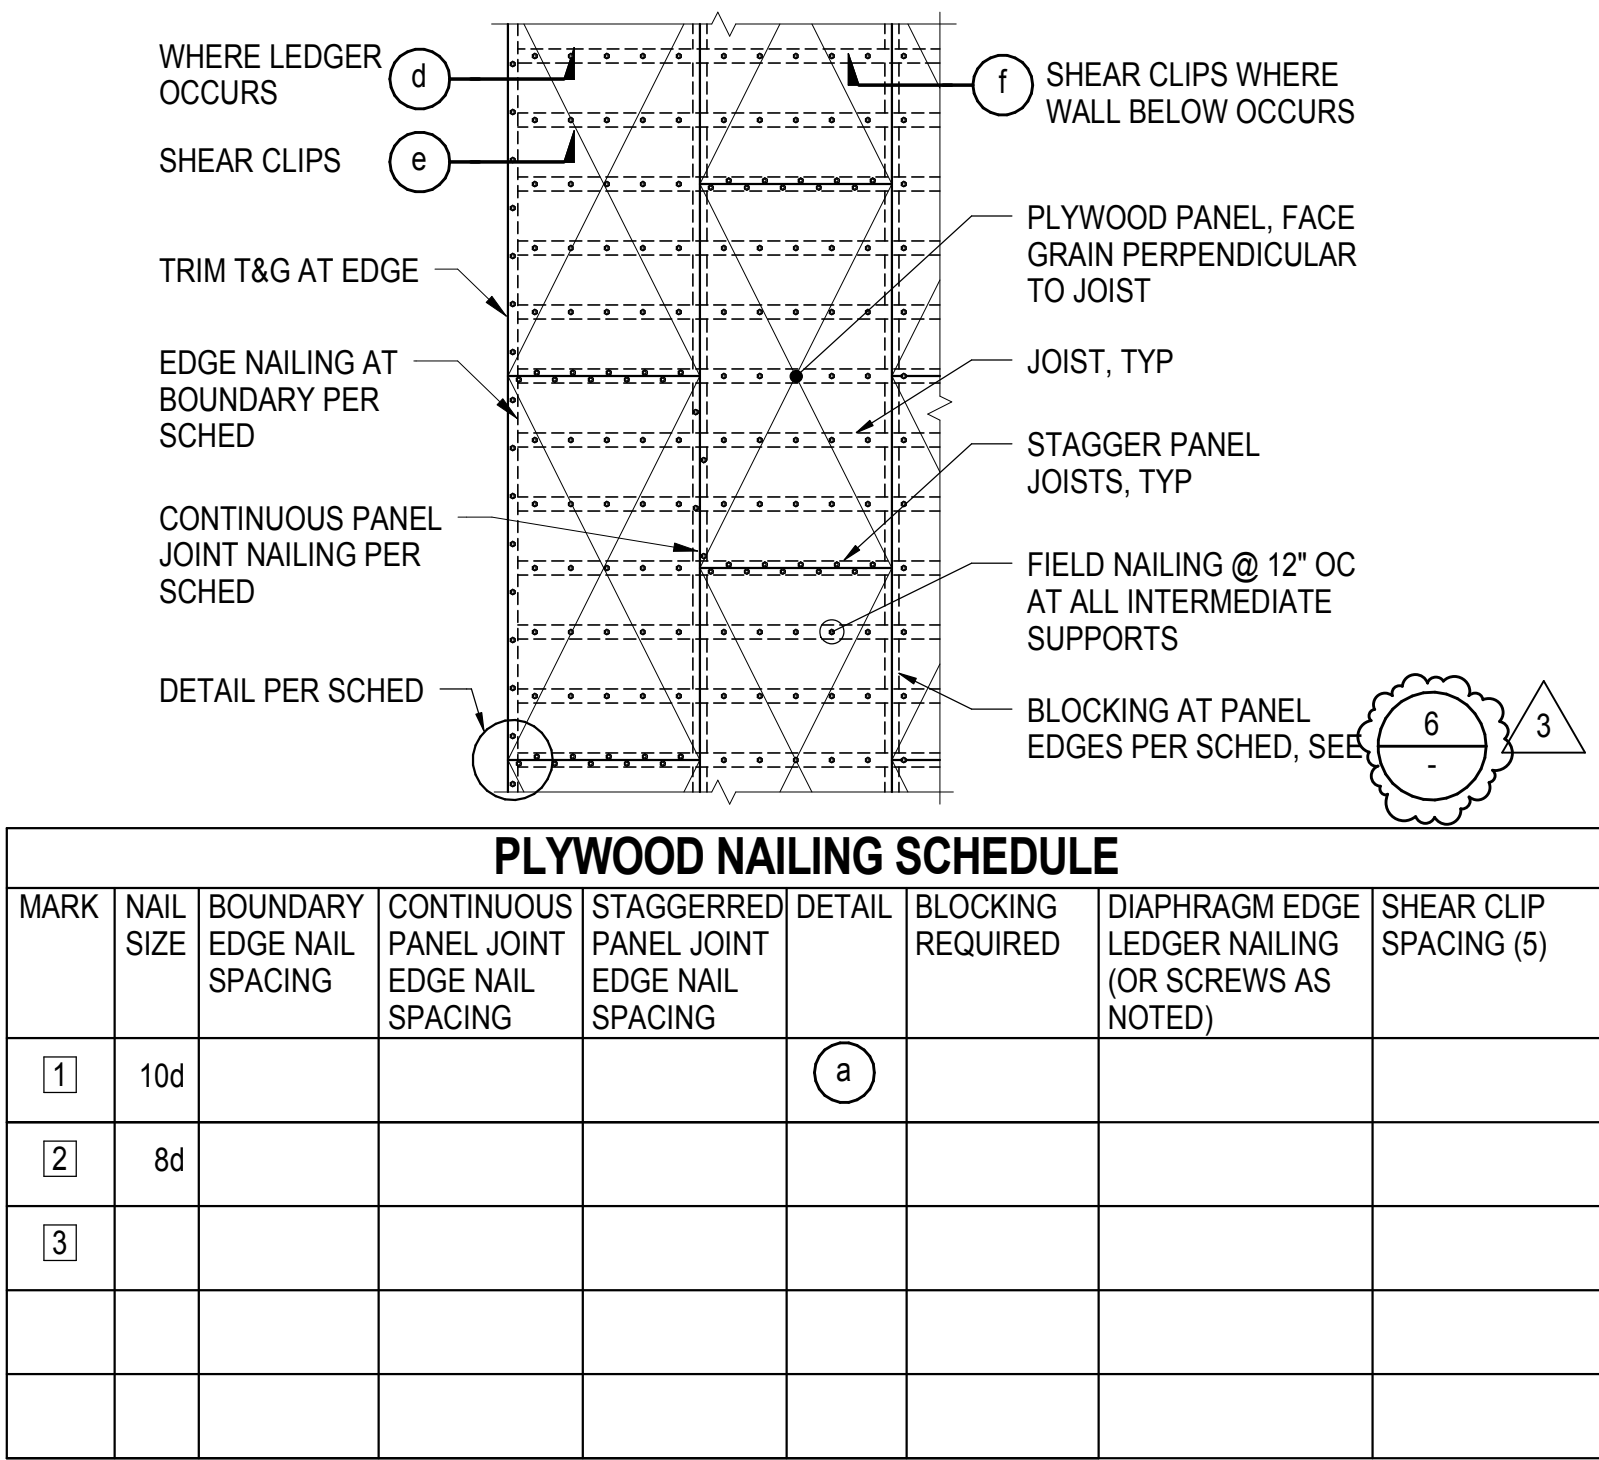 WHERE LEDGER
OCCURS
d
SHEAR CLIPS
e
TRIM T&G AT EDGE
EDGE NAILING AT
BOUNDARY PER
SCHED
CONTINUOUS PANEL
JOINT NAILING PER
SCHED
DETAIL PER SCHED
f
SHEAR CLIPS WHERE
WALL BELOW OCCURS
PLYWOOD PANEL, FACE
GRAIN PERPENDICULAR
TO JOIST
JOIST, TYP
STAGGER PANEL
JOISTS, TYP
FIELD NAILING @ 12" OC
AT ALL INTERMEDIATE
SUPPORTS
BLOCKING AT PANEL
EDGES PER SCHED, SEE
6
-
3
PLYWOOD NAILING SCHEDULE
MARK
NAIL
SIZE
BOUNDARY
EDGE NAIL
SPACING
CONTINUOUS
PANEL JOINT
EDGE NAIL
SPACING
STAGGERRED
PANEL JOINT
EDGE NAIL
SPACING
DETAIL
BLOCKING
REQUIRED
DIAPHRAGM EDGE
LEDGER NAILING
(OR SCREWS AS
NOTED)
SHEAR CLIP
SPACING (5)
1 10d a
2 8d
3